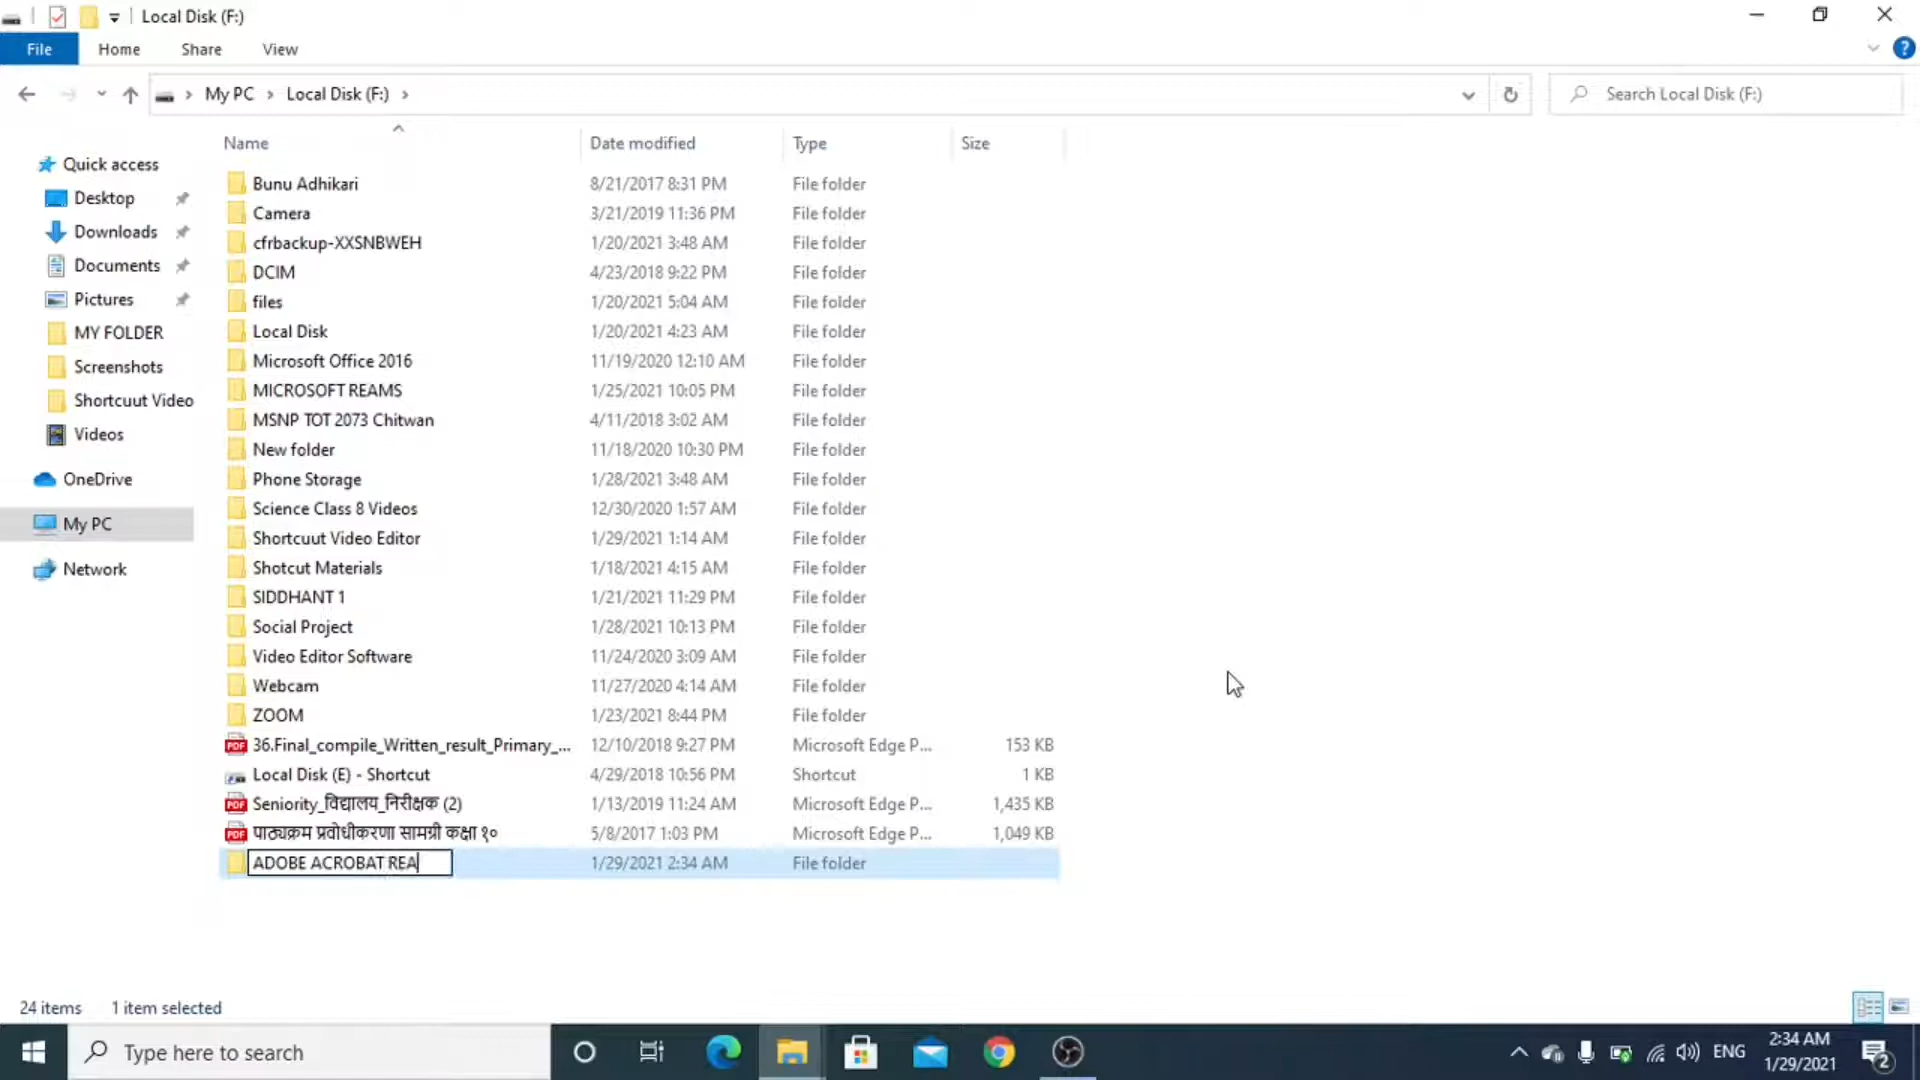 Local Disk (F:)
File Home Share View
My PC Local Disk (F:) Search Local Disk (F:)
Name Date modified Type Size
Quick access
Desktop
Downloads
Documents
Pictures
MY FOLDER
Screenshots
Shortcuut Video
Videos
OneDrive
My PC
Network
Bunu Adhikari 8/21/2017 8:31 PM File folder
Camera 3/21/2019 11:36 PM File folder
cfrbackup-XXSNBWEH 1/20/2021 3:48 AM File folder
DCIM 4/23/2018 9:22 PM File folder
files 1/20/2021 5:04 AM File folder
Local Disk 1/20/2021 4:23 AM File folder
Microsoft Office 2016 11/19/2020 12:10 AM File folder
MICROSOFT REAMS 1/25/2021 10:05 PM File folder
MSNP TOT 2073 Chitwan 4/11/2018 3:02 AM File folder
New folder 11/18/2020 10:30 PM File folder
Phone Storage 1/28/2021 3:48 AM File folder
Science Class 8 Videos 12/30/2020 1:57 AM File folder
Shortcuut Video Editor 1/29/2021 1:14 AM File folder
Shotcut Materials 1/18/2021 4:15 AM File folder
SIDDHANT 1 1/21/2021 11:29 PM File folder
Social Project 1/28/2021 10:13 PM File folder
Video Editor Software 11/24/2020 3:09 AM File folder
Webcam 11/27/2020 4:14 AM File folder
ZOOM 1/23/2021 8:44 PM File folder
PDF 36.Final_compile_Written_result_Primary_... 12/10/2018 9:27 PM Microsoft Edge P... 153 KB
Local Disk (E) - Shortcut 4/29/2018 10:56 PM Shortcut 1 KB
PDF Seniority_विद्यालय_निरीक्षक (2) 1/13/2019 11:24 AM Microsoft Edge P... 1,435 KB
PDF पाठ्यक्रम प्रवोधीकरणा सामग्री कक्षा १० 5/8/2017 1:03 PM Microsoft Edge P... 1,049 KB
ADOBE ACROBAT REA 1/29/2021 2:34 AM File folder
24 items 1 item selected
Type here to search
ENG
2:34 AM
1/29/2021
2